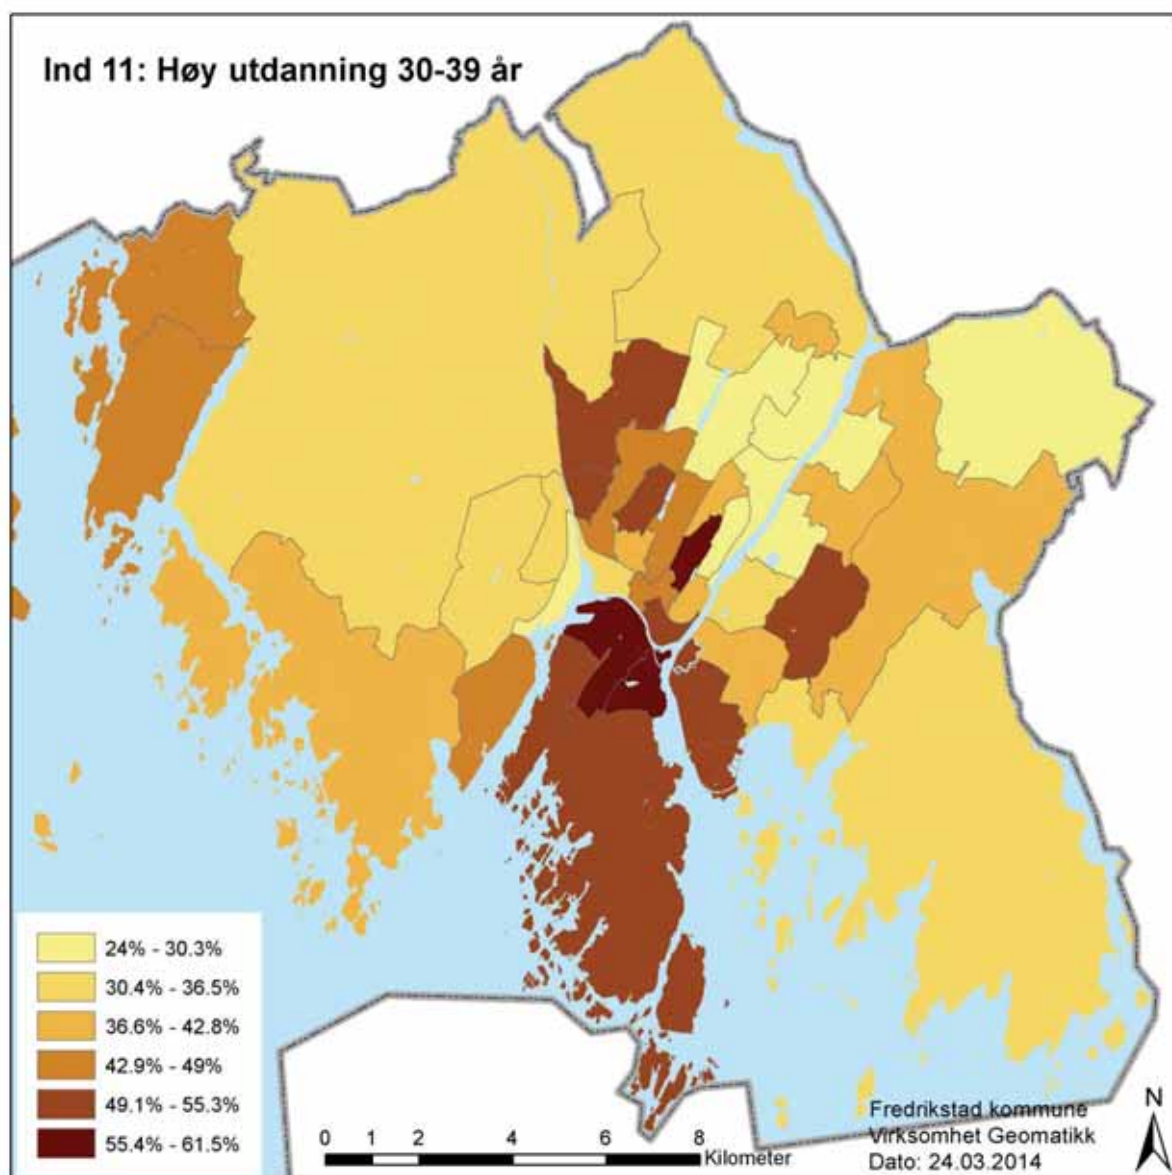 Ind 11: Høy utdanning 30-39 år
24% - 30.3%
30.4% - 36.5%
36.6% - 42.8%
42.9% - 49%
49.1% - 55.3%
55.4% - 61.5%
0 1 2 4 6 8
Kilometer
Fredrikstad kommune
Virksomhet Geomatikk
Dato: 24.03.2014
N